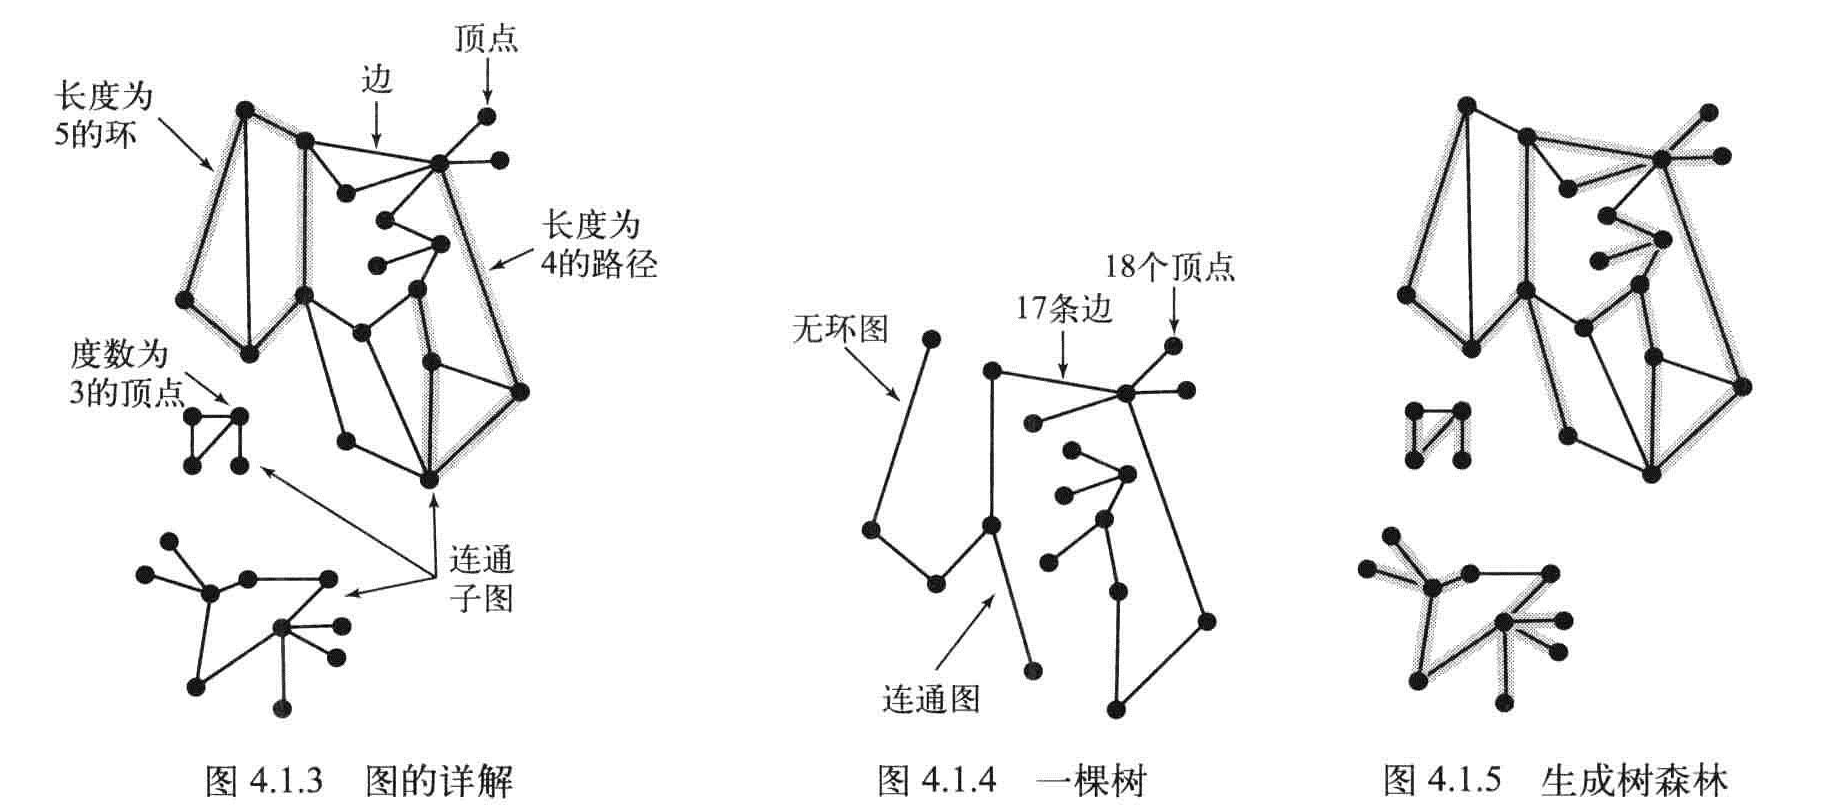 顶点
边
长度为
5的环
长度为
4的路径
度数为
3的顶点
连通
子图
图 4.1.3 图的详解
18个顶点
17条边
无环图
连通图
图 4.1.4 一棵树
图 4.1.5 生成树森林